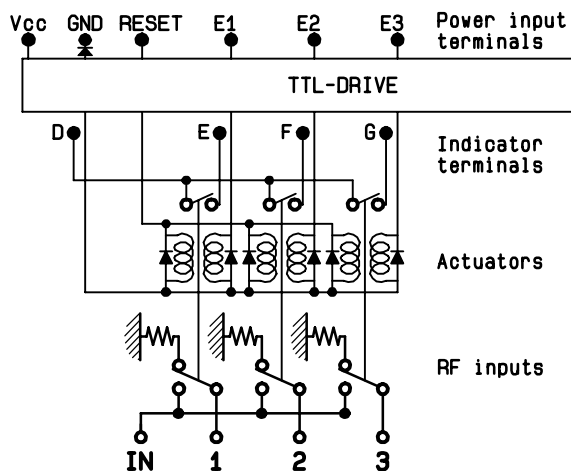 Vcc GND RESET E1 E2 E3 Power input
terminals
TTL-DRIVE
D E F G Indicator
terminals
Actuators
RF inputs
IN 1 2 3